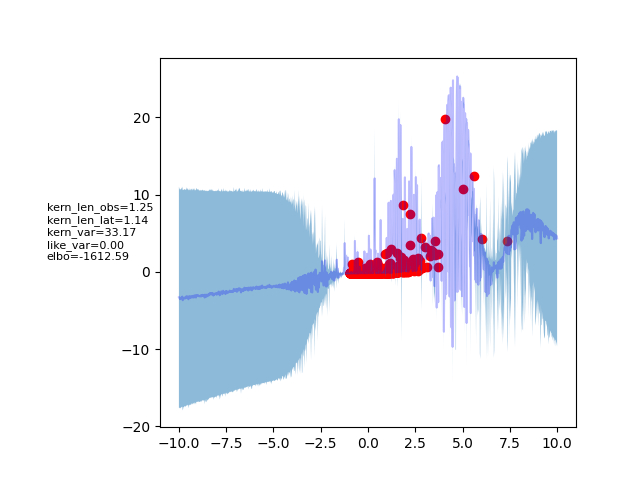 20
10
kern_len_obs=1.25
kern_len_lat=1.14
kern_var=33.17
like_var=0.00
elbo=-1612.59
0
−10
−20
−10.0 −7.5 −5.0 −2.5 0.0 2.5 5.0 7.5 10.0